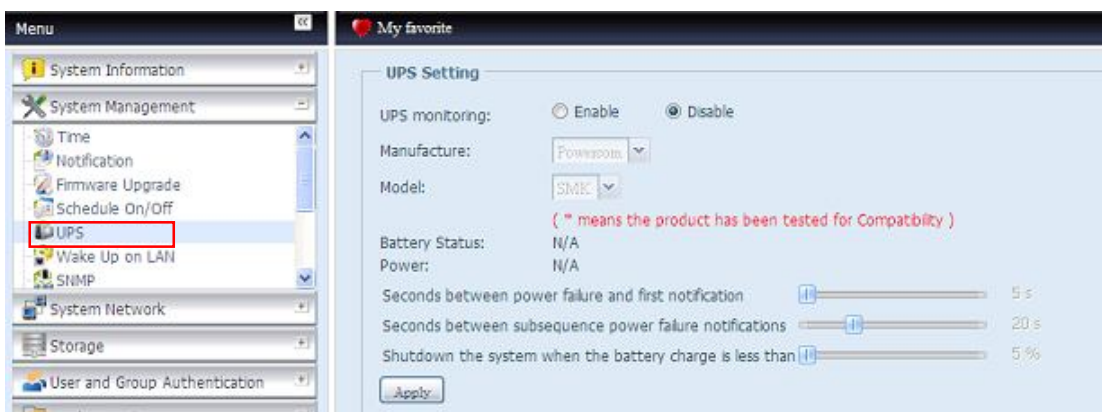 Menu
System Information
System Management
Time
Notification
Firmware Upgrade
Schedule On/Off
UPS
Wake Up on LAN
SNMP
System Network
Storage
User and Group Authentication
My favorite
UPS Setting
UPS monitoring: Enable Disable
Manufacture: Powercom
Model: SMK
( * means the product has been tested for Compatibility )
Battery Status: N/A
Power: N/A
Seconds between power failure and first notification 5 s
Seconds between subsequence power failure notifications 20 s
Shutdown the system when the battery charge is less than 5 %
Apply